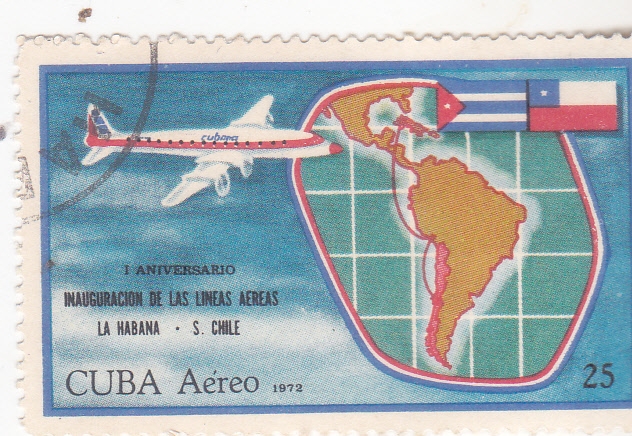 cubana
I ANIVERSARIO
INAUGURACION DE LAS LINEAS AEREAS
LA HABANA · S. CHILE
CUBA Aéreo 1972
25